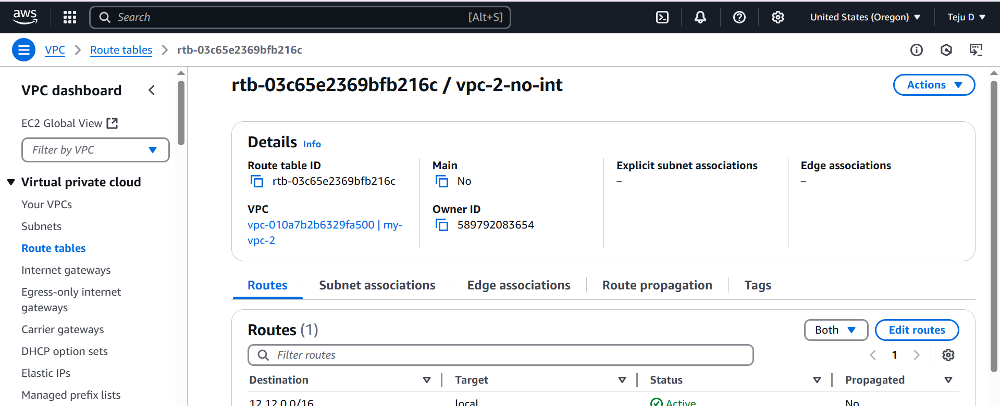 aws
Search [Alt+S]
United States (Oregon)
Teju D
VPC
Route tables
rtb-03c65e2369bfb216c
VPC dashboard
EC2 Global View
Filter by VPC
Virtual private cloud
Your VPCs
Subnets
Route tables
Internet gateways
Egress-only internet
gateways
Carrier gateways
DHCP option sets
Elastic IPs
Managed prefix lists
rtb-03c65e2369bfb216c / vpc-2-no-int
Actions
Details Info
Route table ID
rtb-03c65e2369bfb216c
Main
No
Explicit subnet associations
–
Edge associations
–
VPC
vpc-010a7b2b6329fa500 | my-
vpc-2
Owner ID
589792083654
Routes Subnet associations Edge associations Route propagation Tags
Routes (1)
Both
Edit routes
Filter routes
1
Destination Target Status Propagated
12.12.0.0/16 local Active No